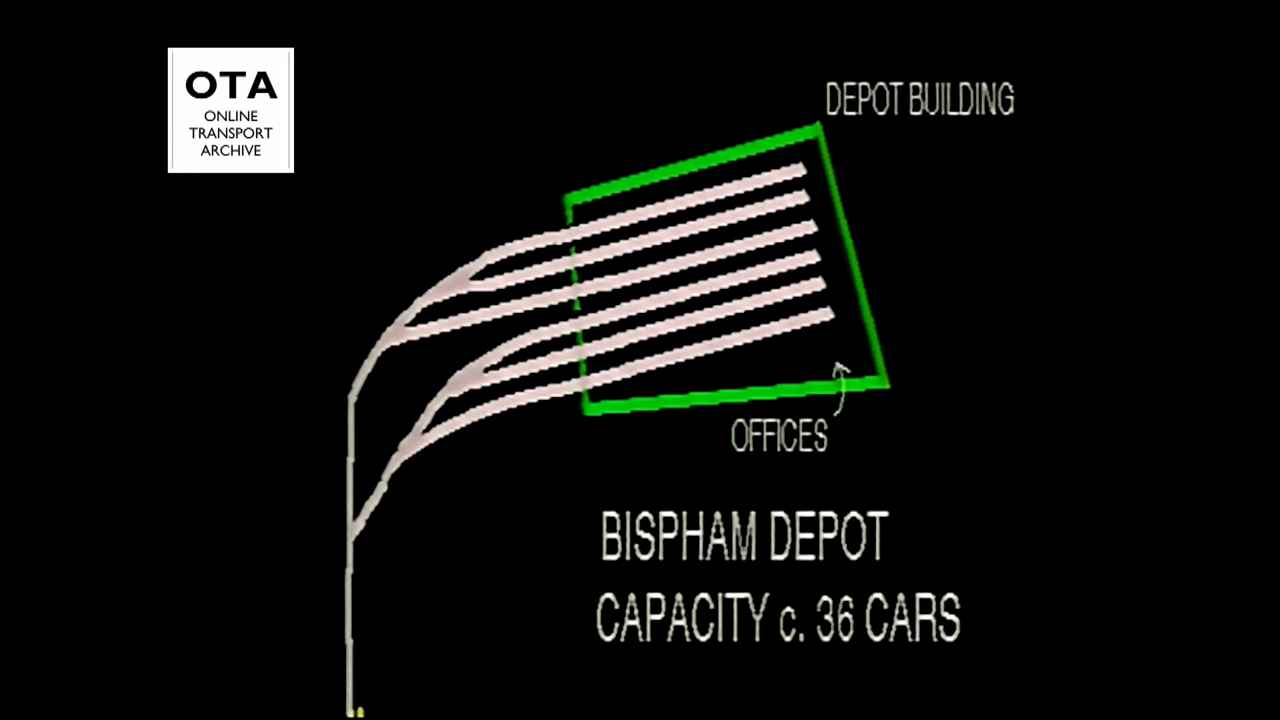 OTA
ONLINE
TRANSPORT
ARCHIVE
DEPOT BUILDING
OFFICES
BISPHAM DEPOT
CAPACITY c. 36 CARS